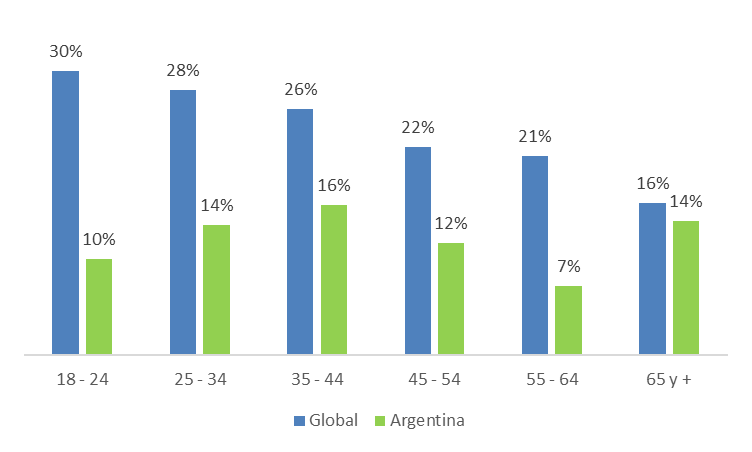 30%
28%
26%
22%
21%
16%
10%
14%
16%
12%
7%
14%
18 - 24
25 - 34
35 - 44
45 - 54
55 - 64
65 y +
Global
Argentina